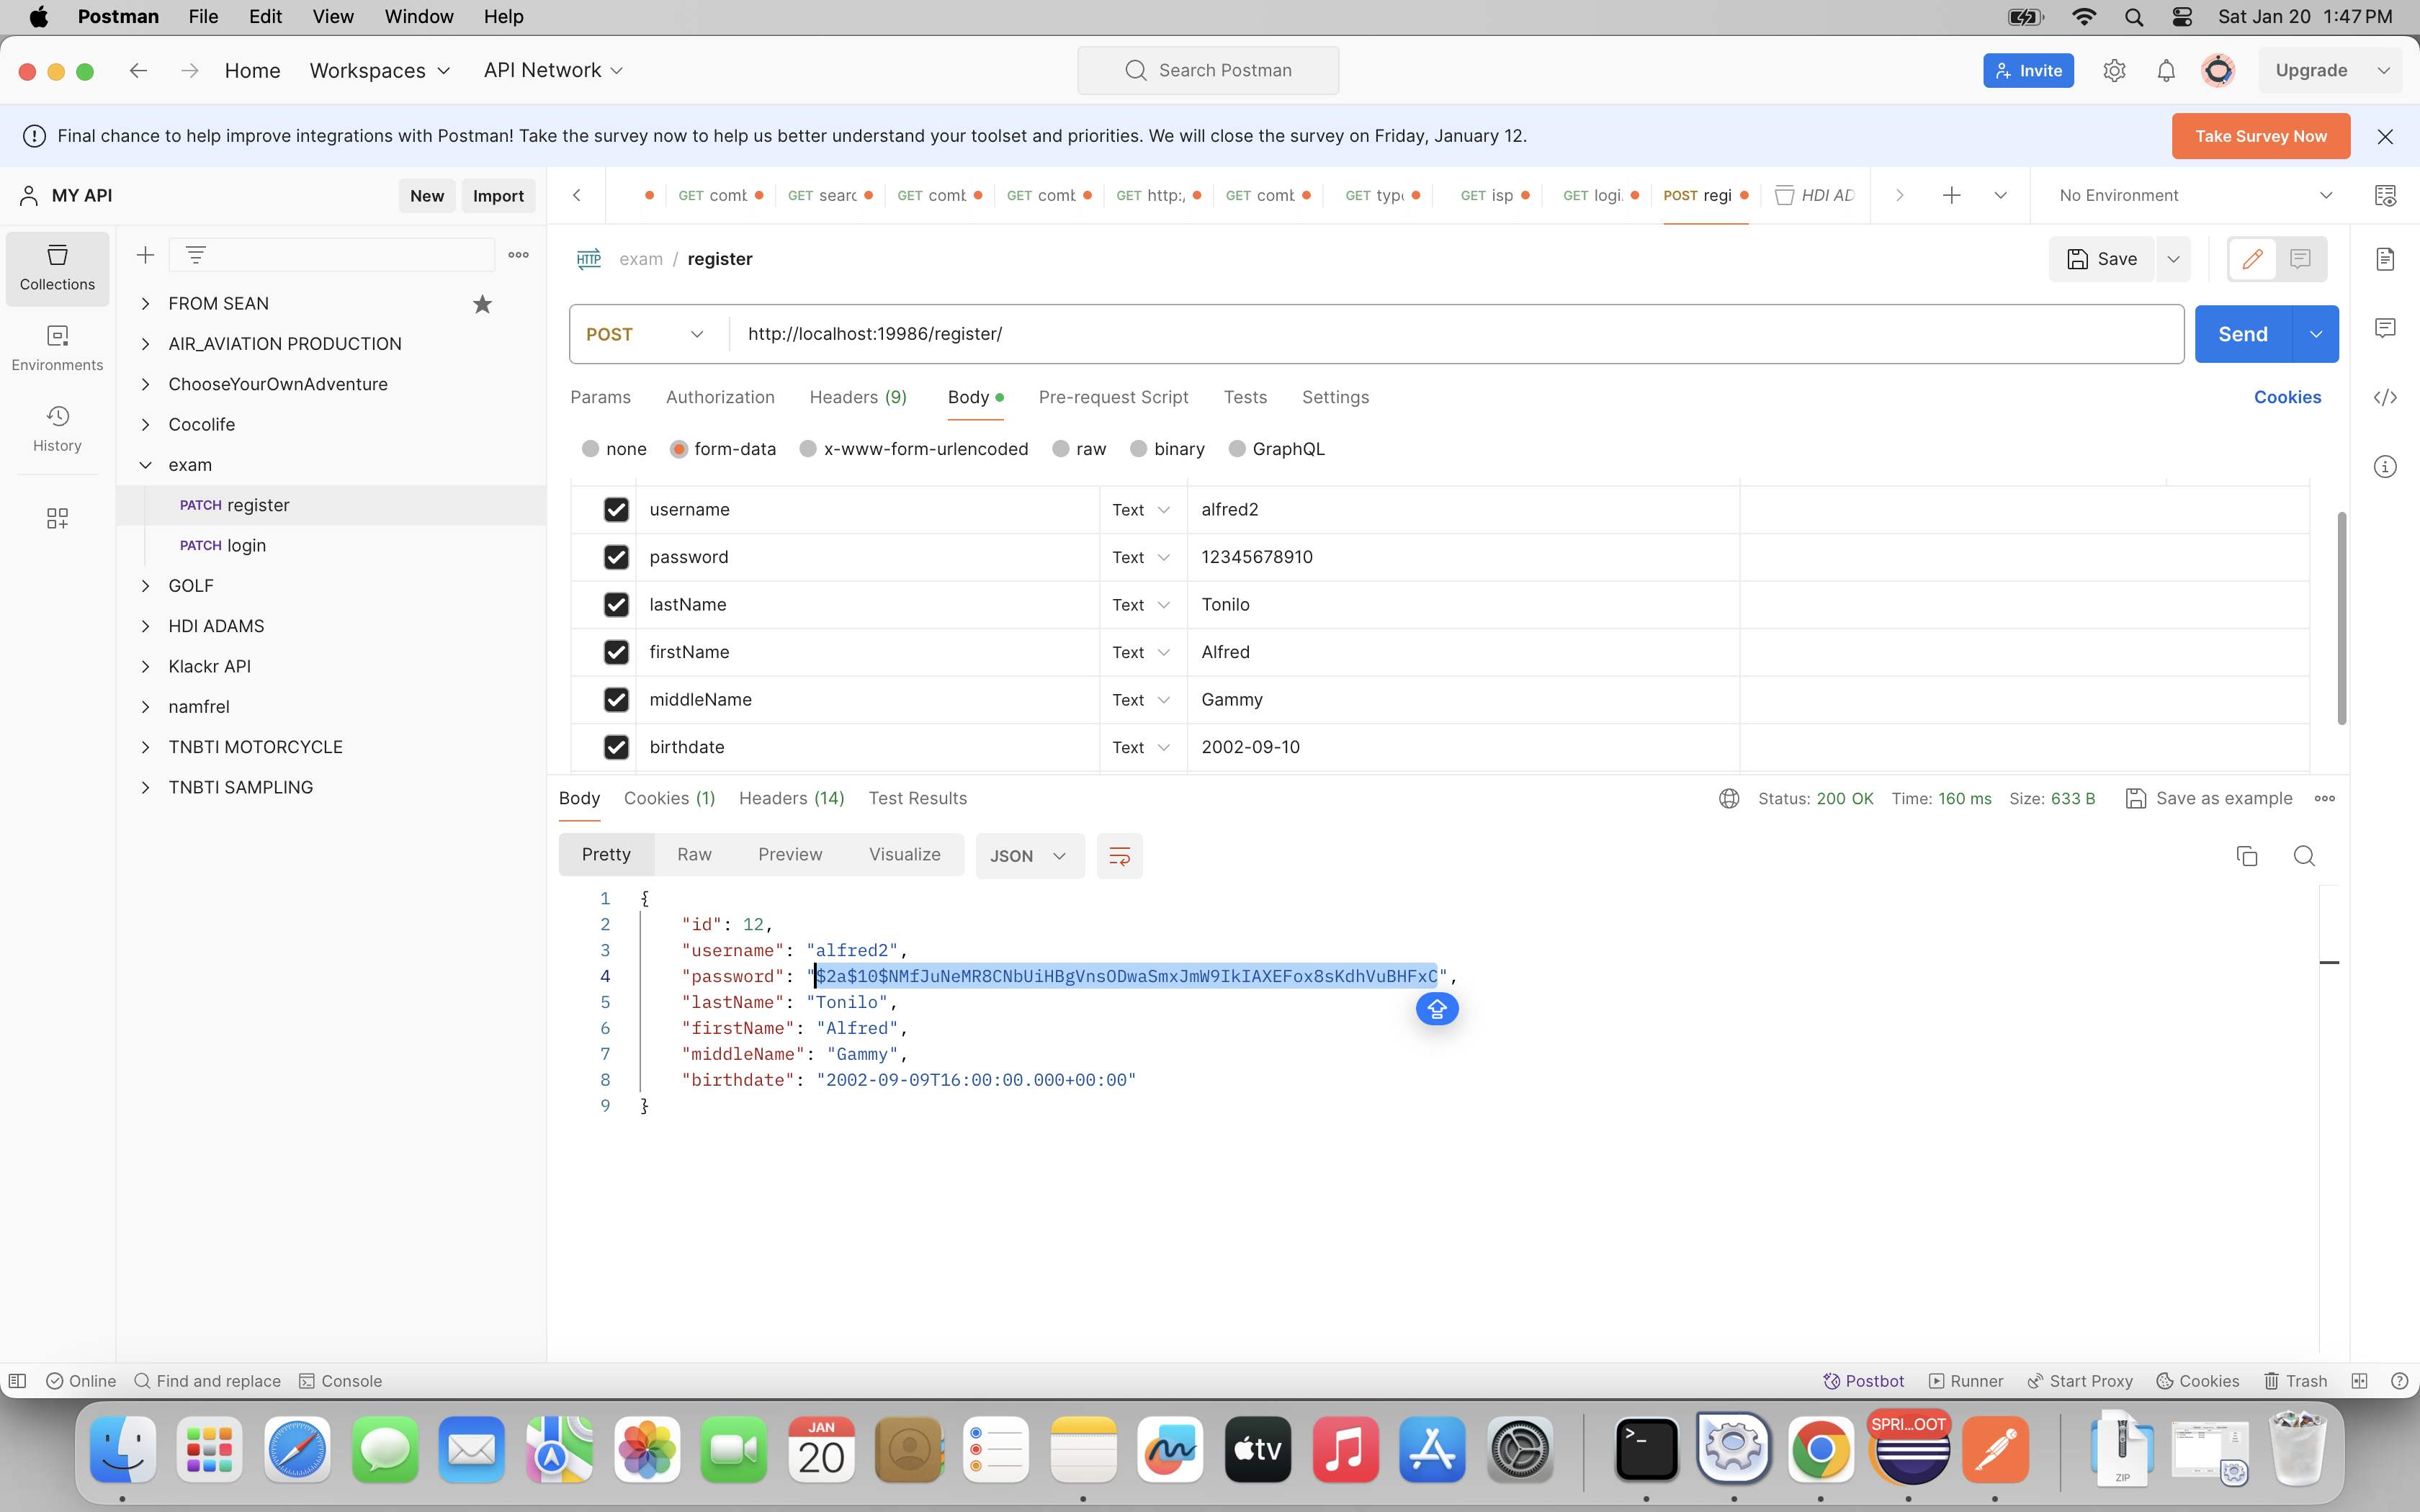 Postman File Edit View Window Help Sat Jan 20 1:47 PM
Home Workspaces API Network Search Postman Invite Upgrade
Final chance to help improve integrations with Postman! Take the survey now to help us better understand your toolset and priorities. We will close the survey on Friday, January 12. Take Survey Now
MY API New Import
GET comb GET searc GET comb GET comb GET http:, GET comb GET type GET isp GET logi. POST regi HDI AD No Environment
Collections
Environments
History
FROM SEAN
AIR_AVIATION PRODUCTION
ChooseYourOwnAdventure
Cocolife
exam
PATCH register
PATCH login
GOLF
HDI ADAMS
Klackr API
namfrel
TNBTI MOTORCYCLE
TNBTI SAMPLING
HTTP exam / register Save
POST http://localhost:19986/register/ Send
Params Authorization Headers (9) Body Pre-request Script Tests Settings Cookies
none form-data x-www-form-urlencoded raw binary GraphQL
username Text alfred2
password Text 12345678910
lastName Text Tonilo
firstName Text Alfred
middleName Text Gammy
birthdate Text 2002-09-10
Body Cookies (1) Headers (14) Test Results Status: 200 OK Time: 160 ms Size: 633 B Save as example
Pretty Raw Preview Visualize JSON
1 {
2 "id": 12,
3 "username": "alfred2",
4 "password": "$2a$10$NMfJuNeMR8CNbUiHBgVnsODwaSmxJmW9IkIAXEFox8sKdhVuBHFxC",
5 "lastName": "Tonilo",
6 "firstName": "Alfred",
7 "middleName": "Gammy",
8 "birthdate": "2002-09-09T16:00:00.000+00:00"
9 }
Online Find and replace Console Postbot Runner Start Proxy Cookies Trash
JAN
20
tv
SPRI...OOT
ZIP